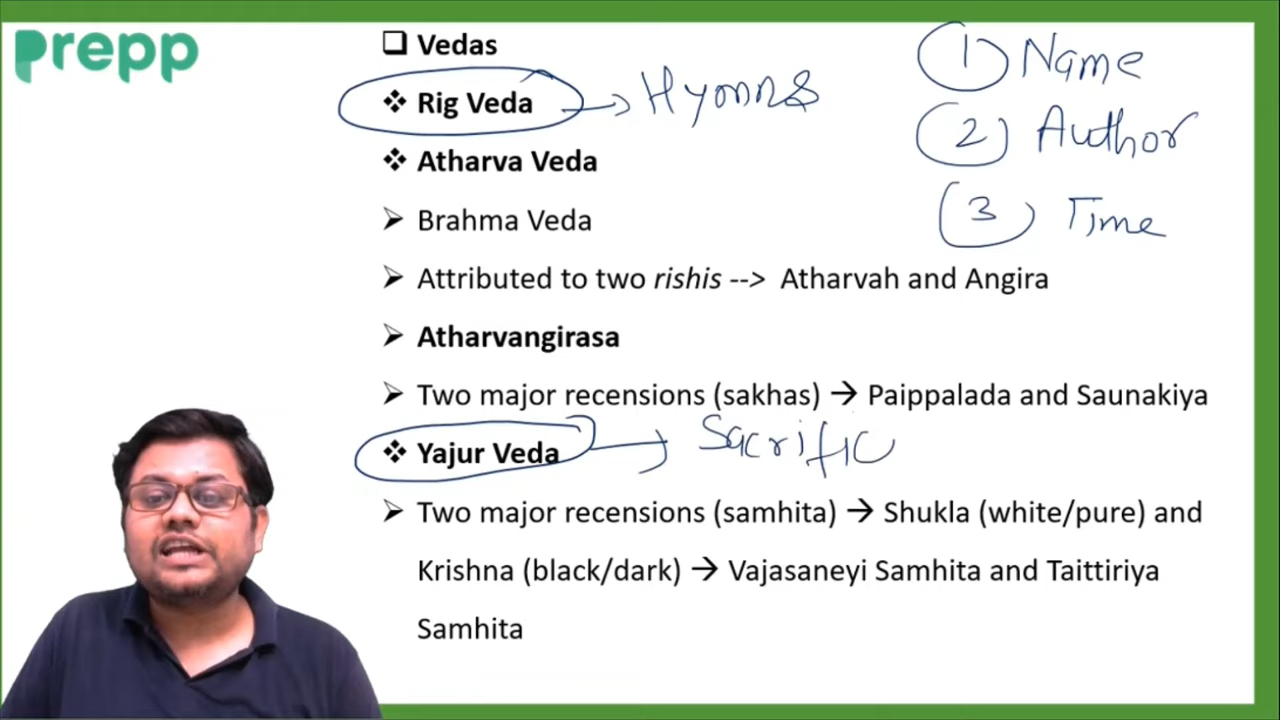 prepp
Vedas
Rig Veda → Hymns
Atharva Veda
Brahma Veda
Attributed to two rishis --> Atharvah and Angira
Atharvangirasa
Two major recensions (sakhas) → Paippalada and Saunakiya
Yajur Veda → Sacrific
Two major recensions (samhita) → Shukla (white/pure) and
Krishna (black/dark) → Vajasaneyi Samhita and Taittiriya
Samhita
1 Name
2 Author
3 Time